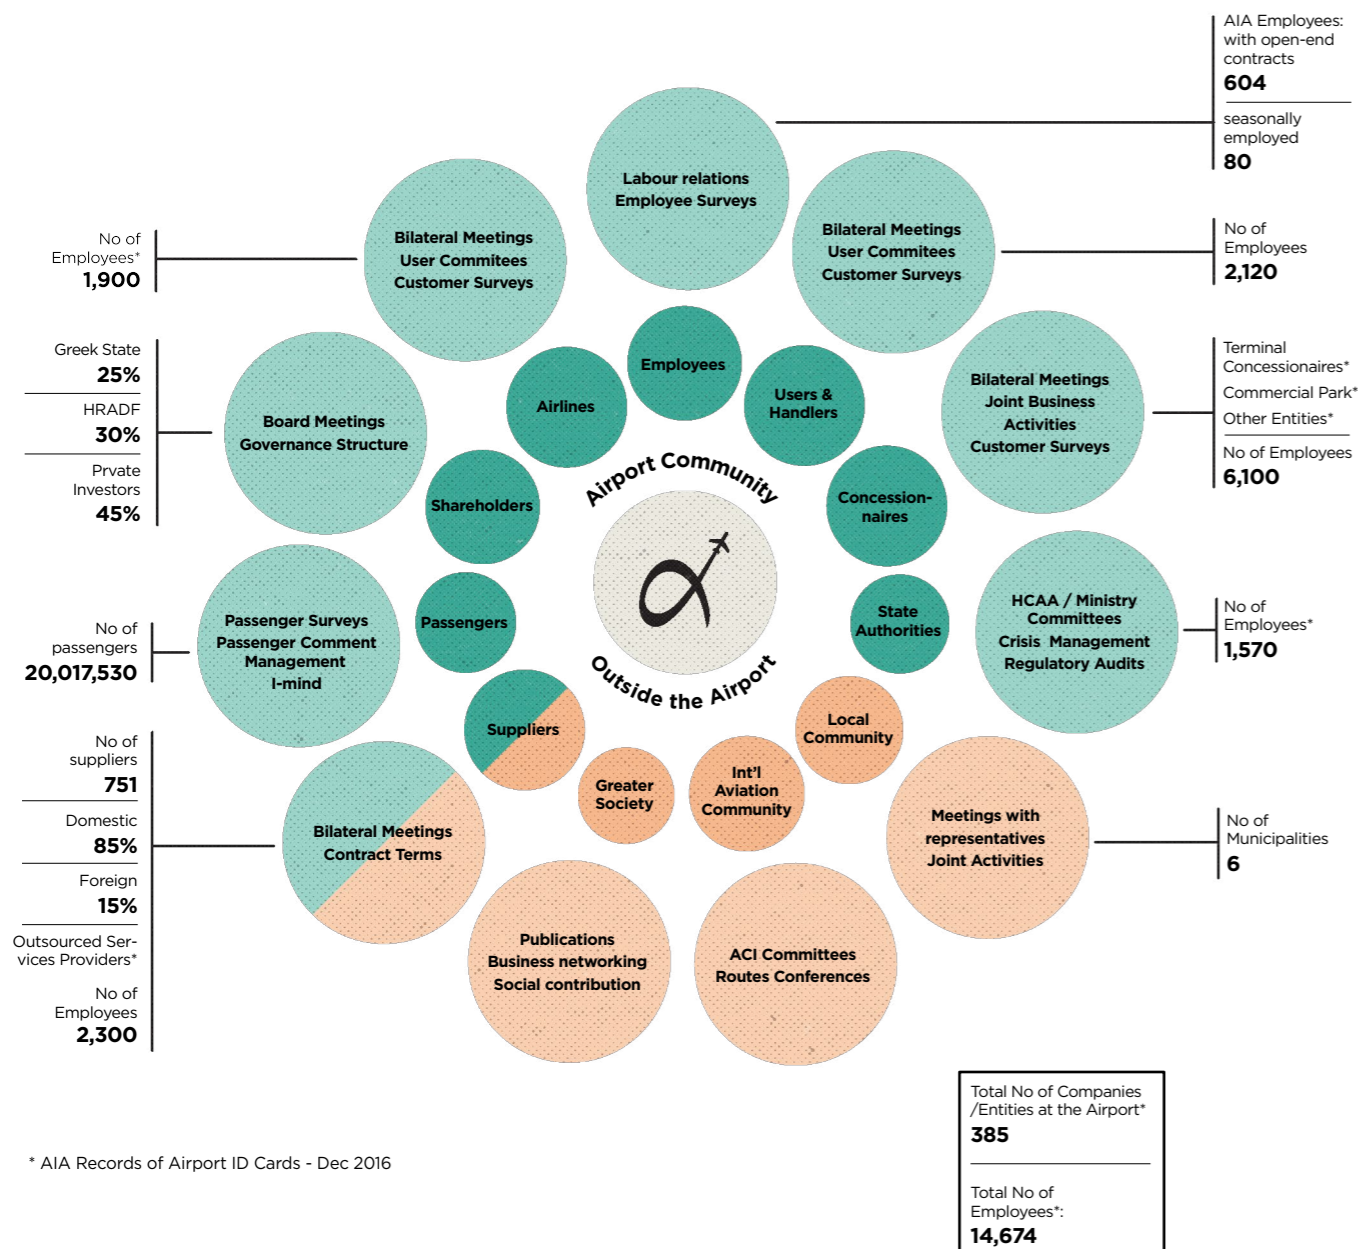 AIA Employees:
with open-end
contracts
604
seasonally
employed
80
Labour relations
Employee Surveys
Bilateral Meetings
User Commitees
Customer Surveys
No of
Employees*
1,900
Bilateral Meetings
User Commitees
Customer Surveys
No of
Employees
2,120
Employees
Airlines
Users &
Handlers
Greek State
25%
HRADF
30%
Prvate
Investors
45%
Board Meetings
Governance Structure
Bilateral Meetings
Joint Business
Activities
Customer Surveys
Terminal
Concessionaires*
Commercial Park*
Other Entities*
No of Employees
6,100
Shareholders
Airport Community
Concession-
naires
No of
passengers
20,017,530
Passenger Surveys
Passenger Comment
Management
I-mind
Passengers
State
Authorities
HCAA / Ministry
Committees
Crisis Management
Regulatory Audits
No of
Employees*
1,570
Outside the Airport
Suppliers
Greater
Society
Int'l
Aviation
Community
Local
Community
No of
suppliers
751
Domestic
85%
Foreign
15%
Outsourced Ser-
vices Providers*
No of
Employees
2,300
Bilateral Meetings
Contract Terms
Meetings with
representatives
Joint Activities
No of
Municipalities
6
Publications
Business networking
Social contribution
ACI Committees
Routes Conferences
Total No of Companies
/Entities at the Airport*
385
Total No of
Employees*:
14,674
* AIA Records of Airport ID Cards - Dec 2016